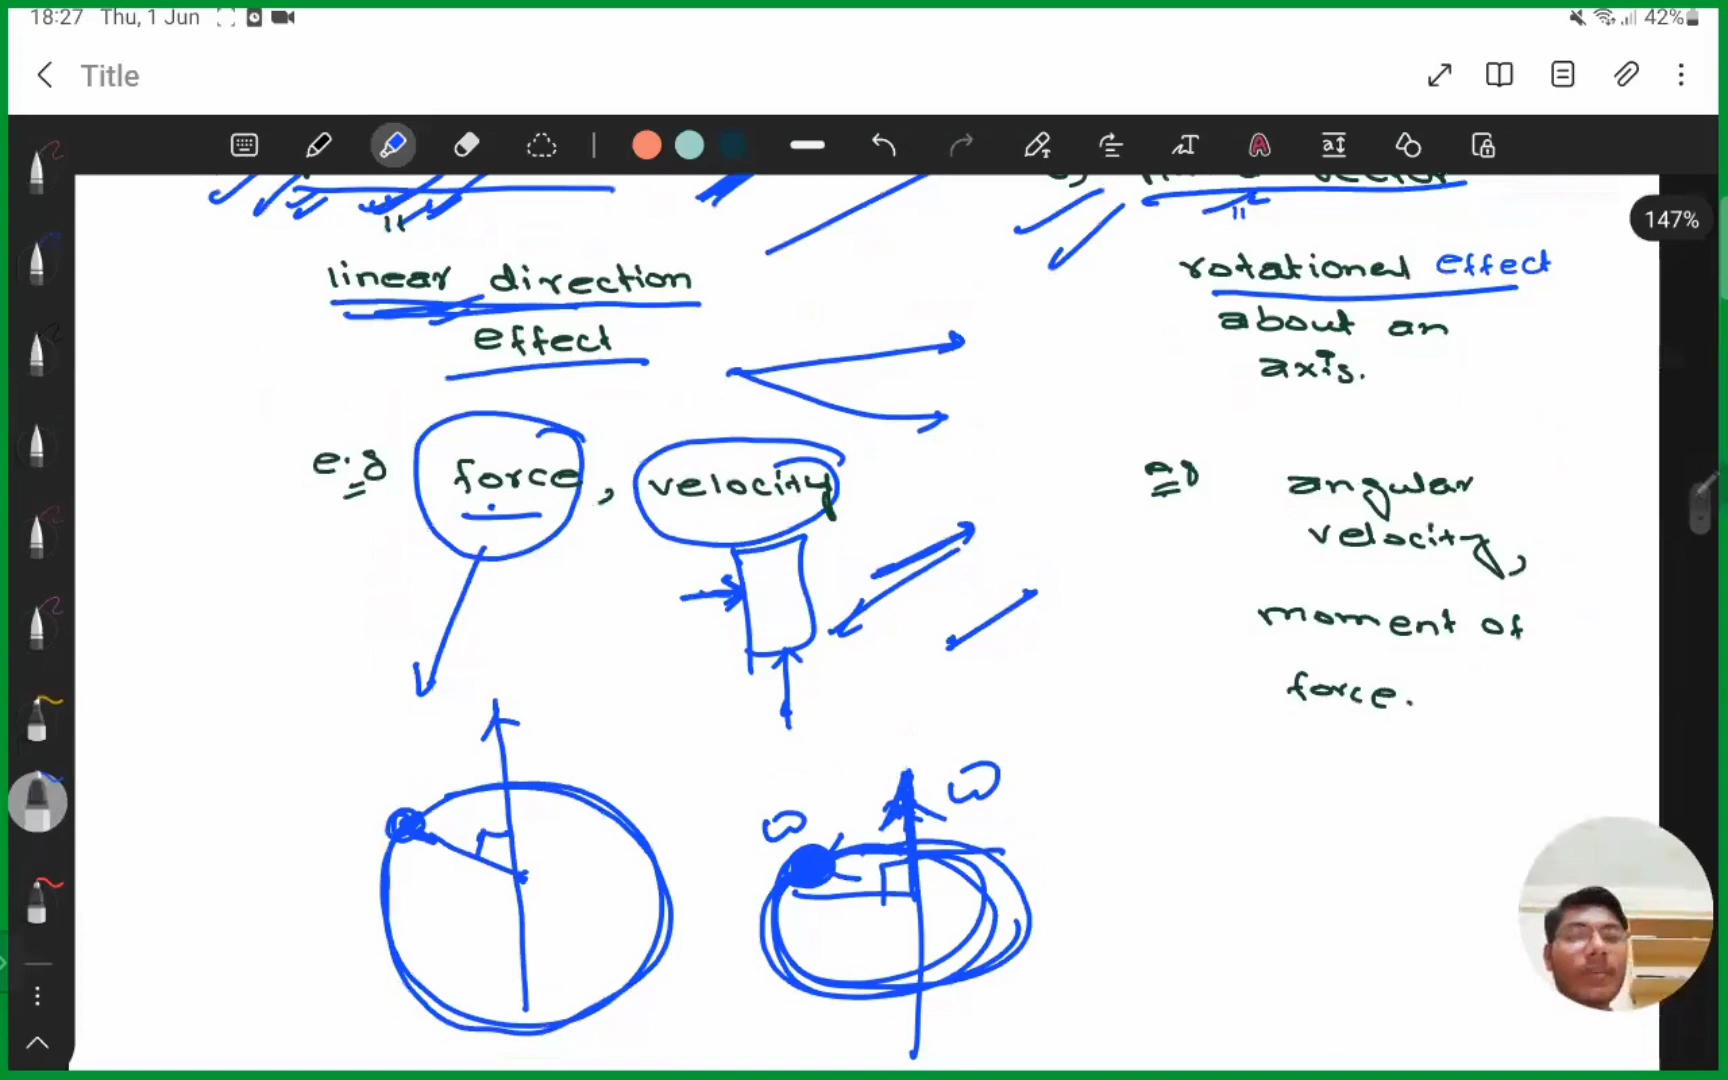 18:27 Thu, 1 Jun
42%
Title
147%
linear direction
effect
rotational effect
about an
axis.
e.g force, velocity
eg angular
velocity,
moment of
force.
ω ω